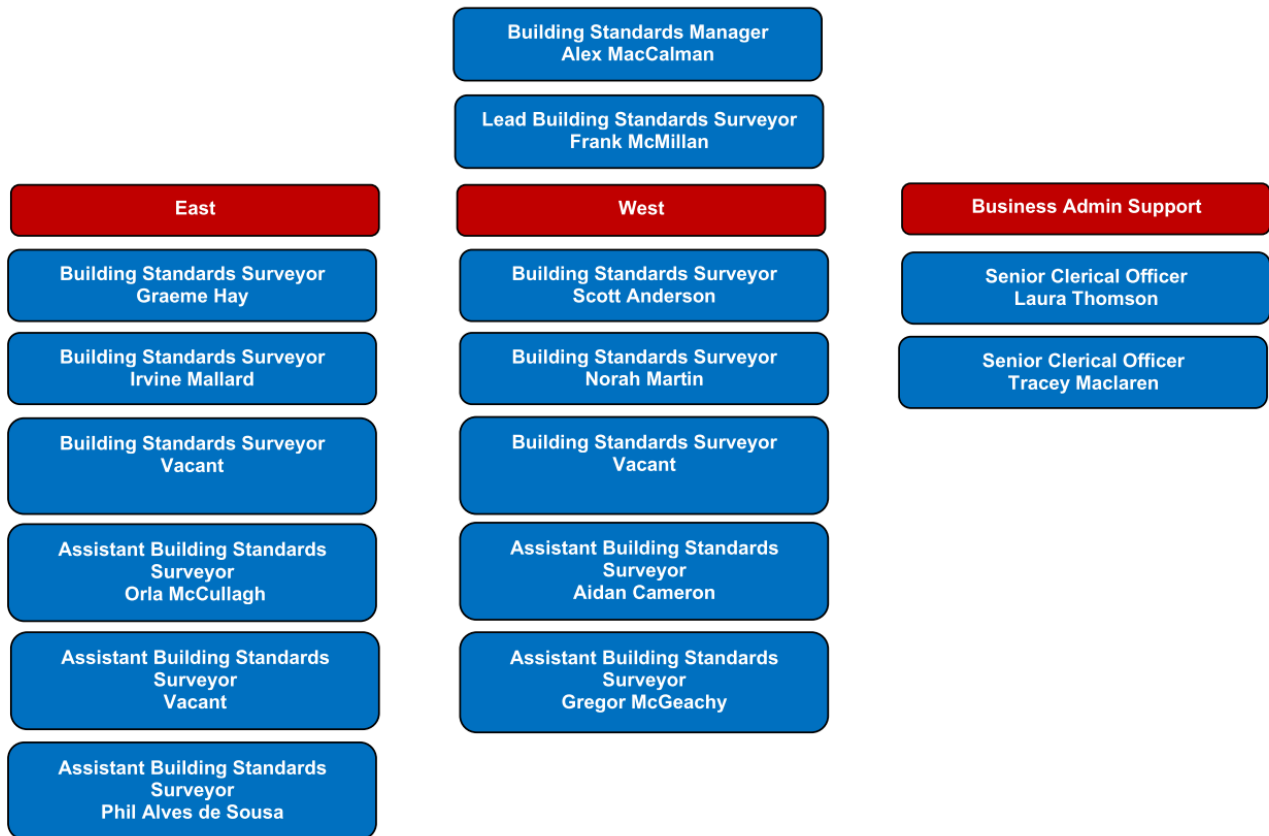 Building Standards Manager
Alex MacCalman
Lead Building Standards Surveyor
Frank McMillan
East
Building Standards Surveyor
Graeme Hay
Building Standards Surveyor
Irvine Mallard
Building Standards Surveyor
Vacant
Assistant Building Standards
Surveyor
Orla McCullagh
Assistant Building Standards
Surveyor
Vacant
Assistant Building Standards
Surveyor
Phil Alves de Sousa
West
Building Standards Surveyor
Scott Anderson
Building Standards Surveyor
Norah Martin
Building Standards Surveyor
Vacant
Assistant Building Standards
Surveyor
Aidan Cameron
Assistant Building Standards
Surveyor
Gregor McGeachy
Business Admin Support
Senior Clerical Officer
Laura Thomson
Senior Clerical Officer
Tracey Maclaren